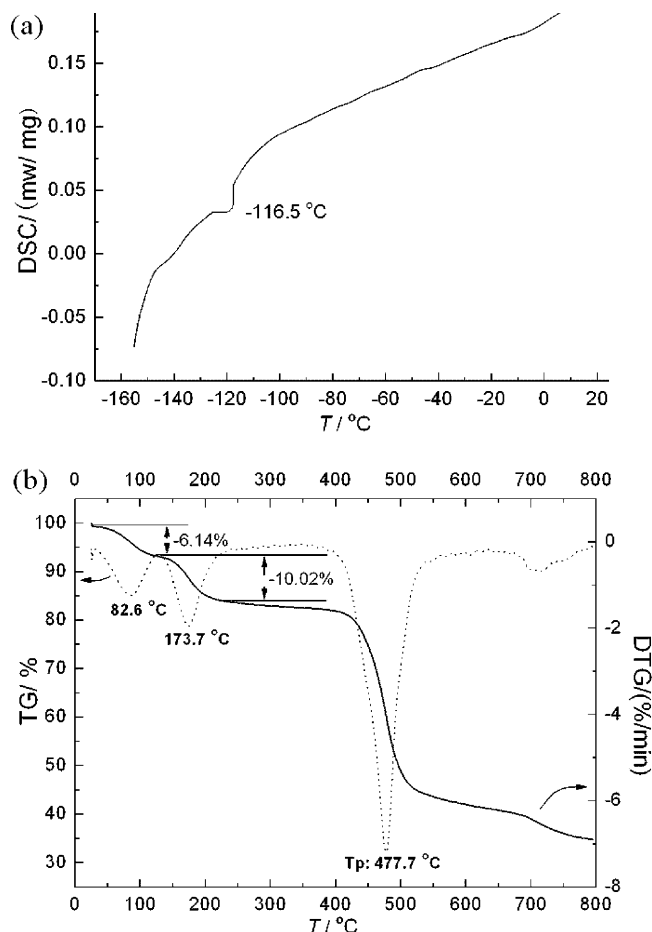 (a)
0.15
0.10
0.05
0.00
-0.05
-0.10
DSC/ (mw/ mg)
-116.5 °C
-160 -140 -120 -100 -80 -60 -40 -20 0 20
T / °C
(b)
0 100 200 300 400 500 600 700 800
100
90
80
70
60
50
40
30
TG/ %
-6.14%
-10.02%
82.6 °C
173.7 °C
Tp: 477.7 °C
0
-2
-4
-6
-8
DTG/(%/min)
0 100 200 300 400 500 600 700 800
T / °C